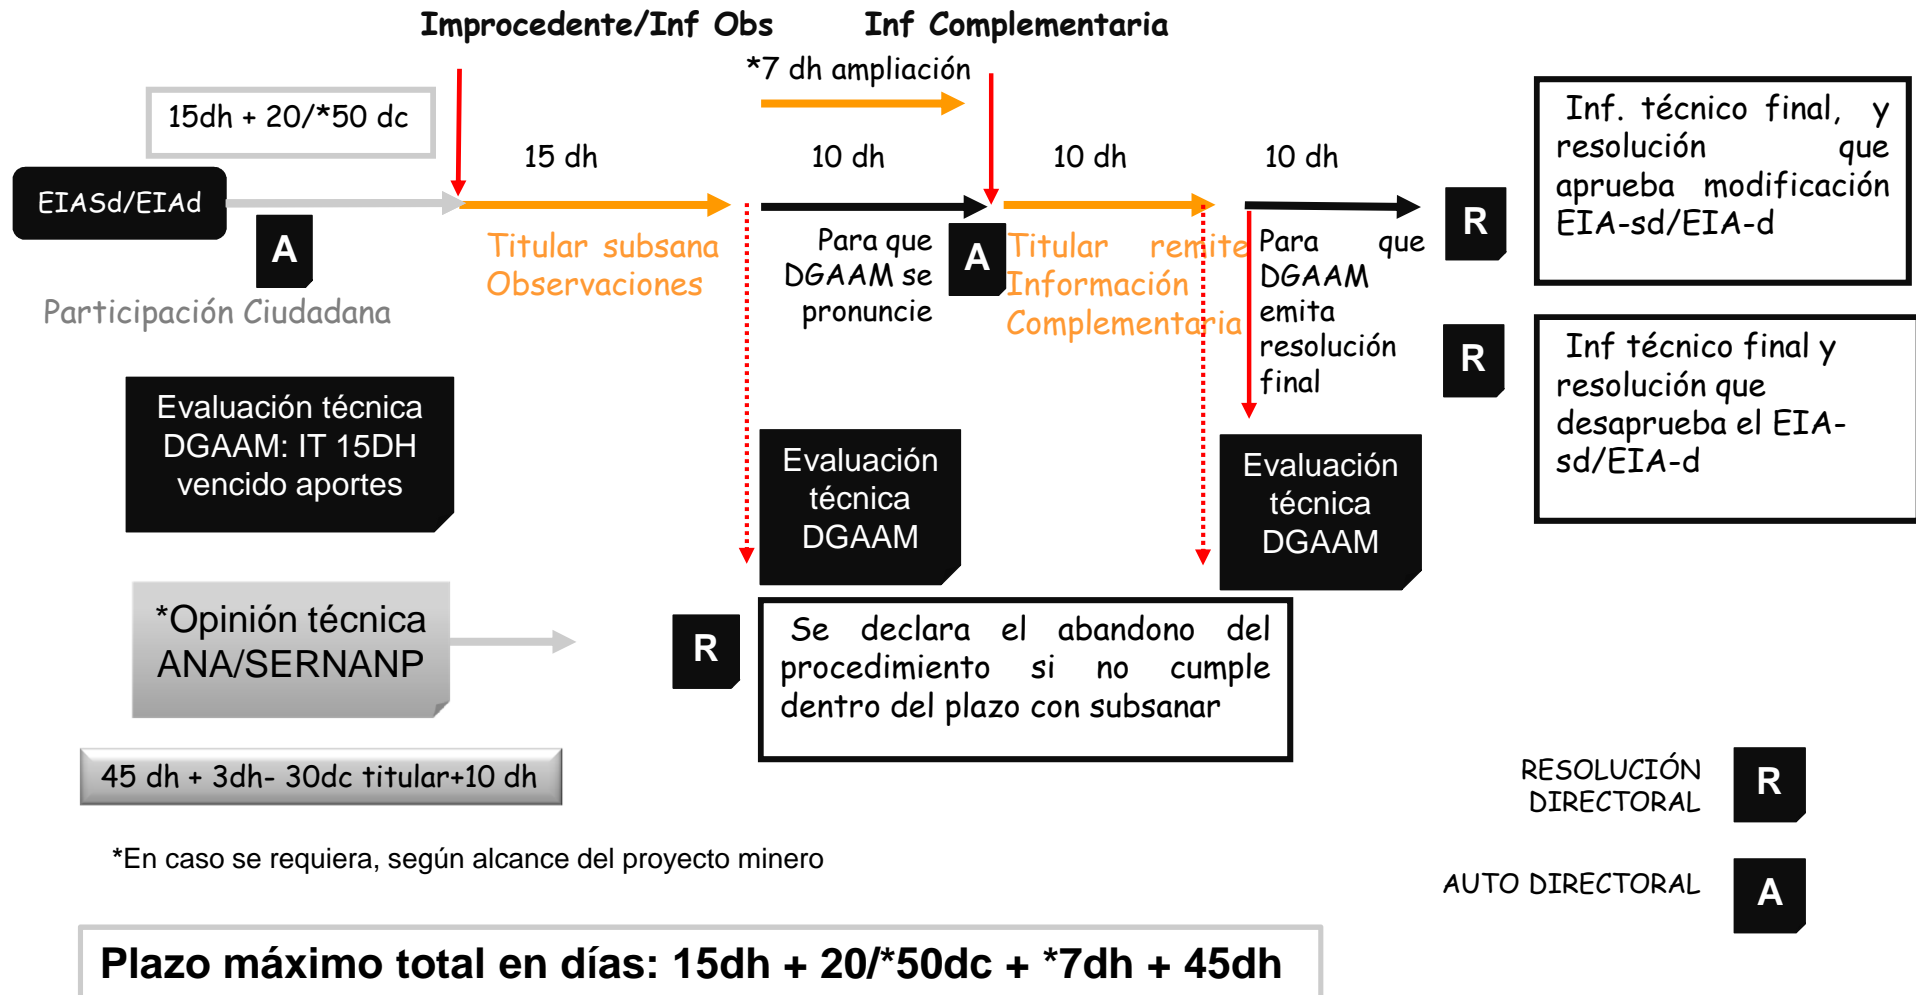 Improcedente/Inf Obs
Inf Complementaria
*7 dh ampliación
15dh + 20/*50 dc
15 dh
10 dh
10 dh
10 dh
EIASd/EIAd
A
Participación Ciudadana
Titular subsana
Observaciones
Para que
DGAAM se
pronuncie
A
Titular remite
Información
Complementaria
Para que
DGAAM
emita
resolución
final
R
Inf. técnico final, y
resolución que
aprueba modificación
EIA-sd/EIA-d
R
Inf técnico final y
resolución que
desaprueba el EIA-
sd/EIA-d
Evaluación técnica
DGAAM: IT 15DH
vencido aportes
Evaluación
técnica
DGAAM
Evaluación
técnica
DGAAM
*Opinión técnica
ANA/SERNANP
R
Se declara el abandono del
procedimiento si no cumple
dentro del plazo con subsanar
45 dh + 3dh- 30dc titular+10 dh
RESOLUCIÓN
DIRECTORAL
R
*En caso se requiera, según alcance del proyecto minero
AUTO DIRECTORAL
A
Plazo máximo total en días: 15dh + 20/*50dc + *7dh + 45dh